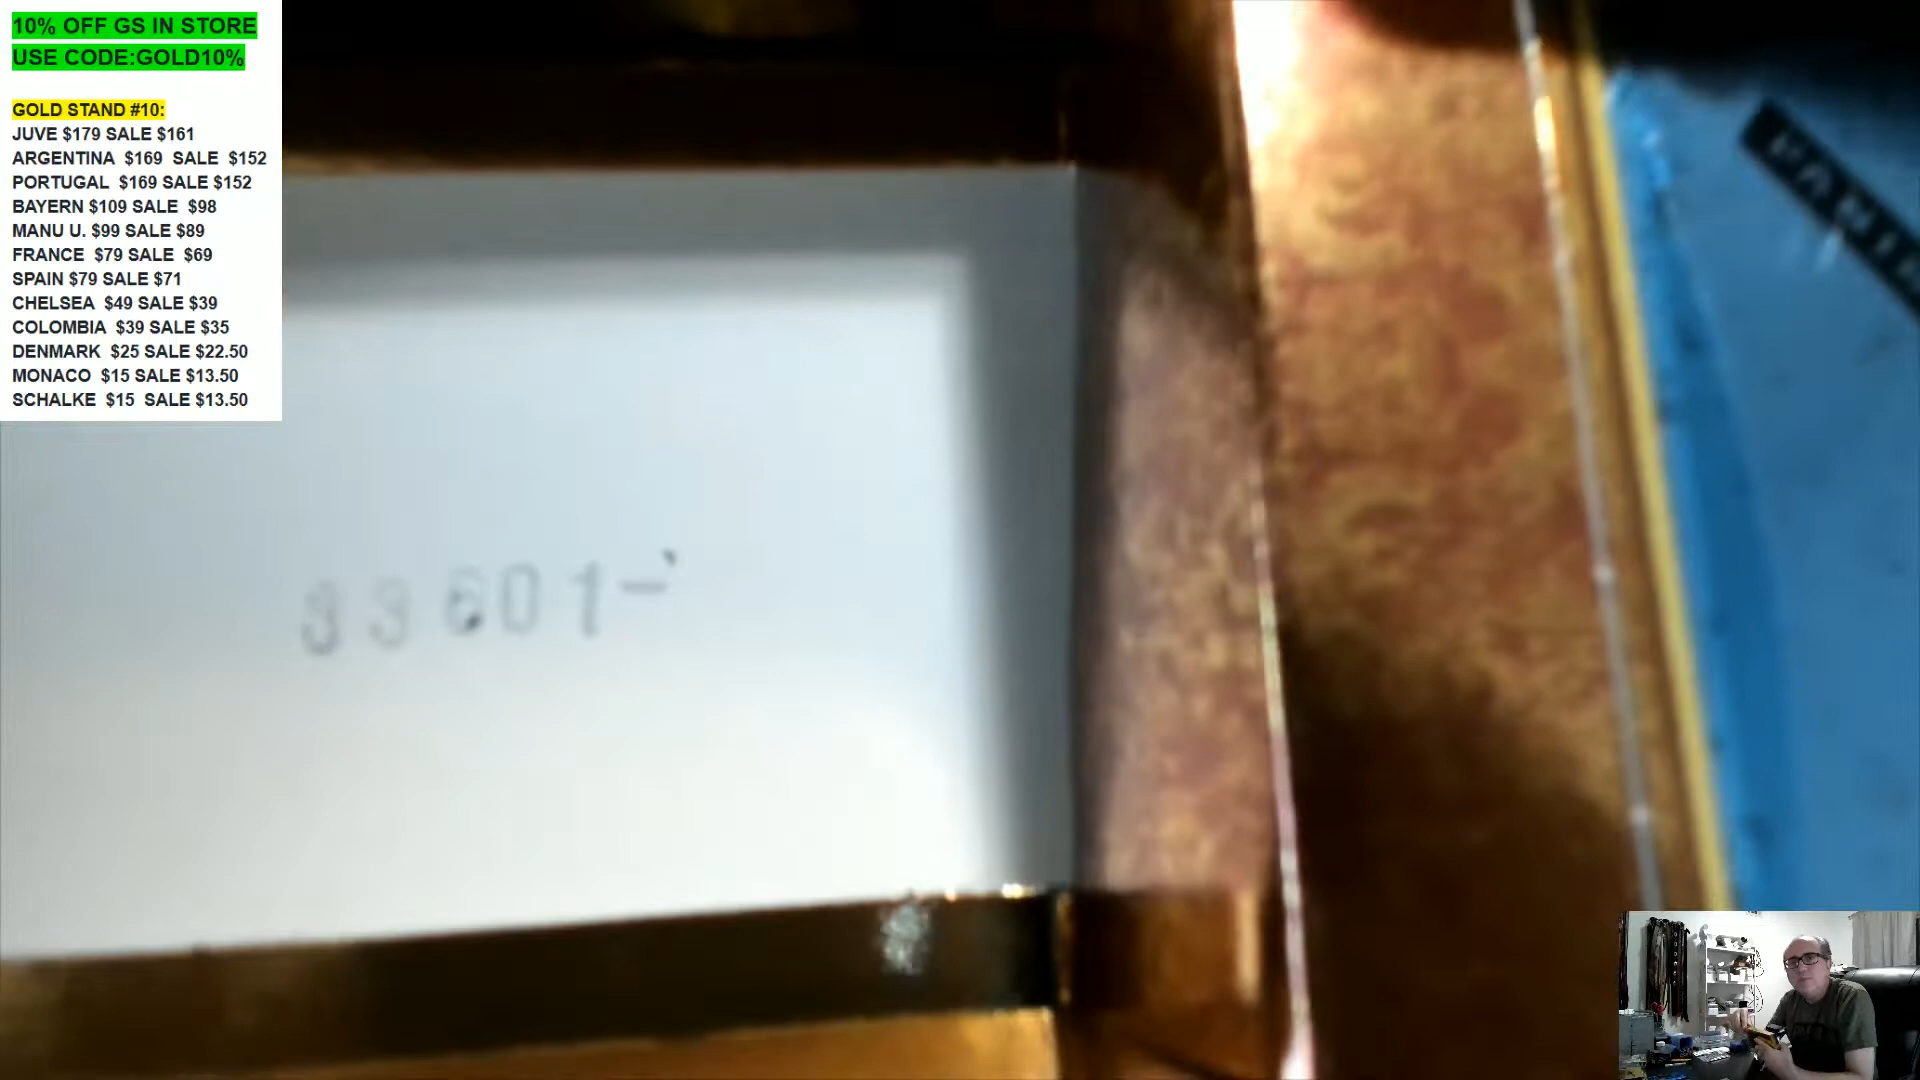 10% OFF GS IN STORE
USE CODE:GOLD10%
GOLD STAND #10:
JUVE $179 SALE $161
ARGENTINA $169 SALE $152
PORTUGAL $169 SALE $152
BAYERN $109 SALE $98
MANU U. $99 SALE $89
FRANCE $79 SALE $69
SPAIN $79 SALE $71
CHELSEA $49 SALE $39
COLOMBIA $39 SALE $35
DENMARK $25 SALE $22.50
MONACO $15 SALE $13.50
SCHALKE $15 SALE $13.50
33601-